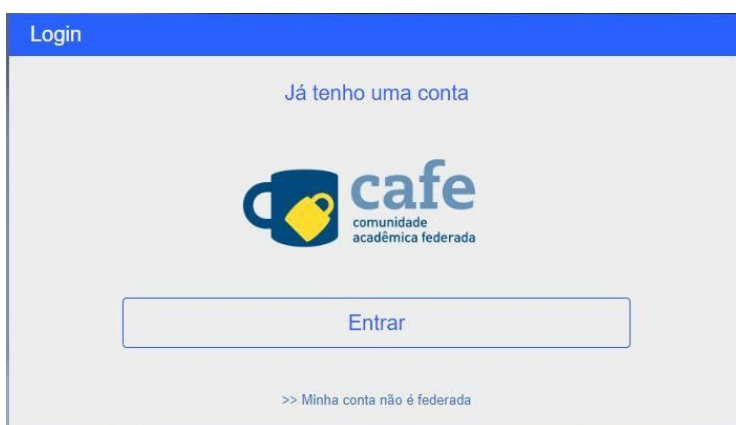 Login
Já tenho uma conta
cafe
comunidade
acadêmica federada
Entrar
>> Minha conta não é federada